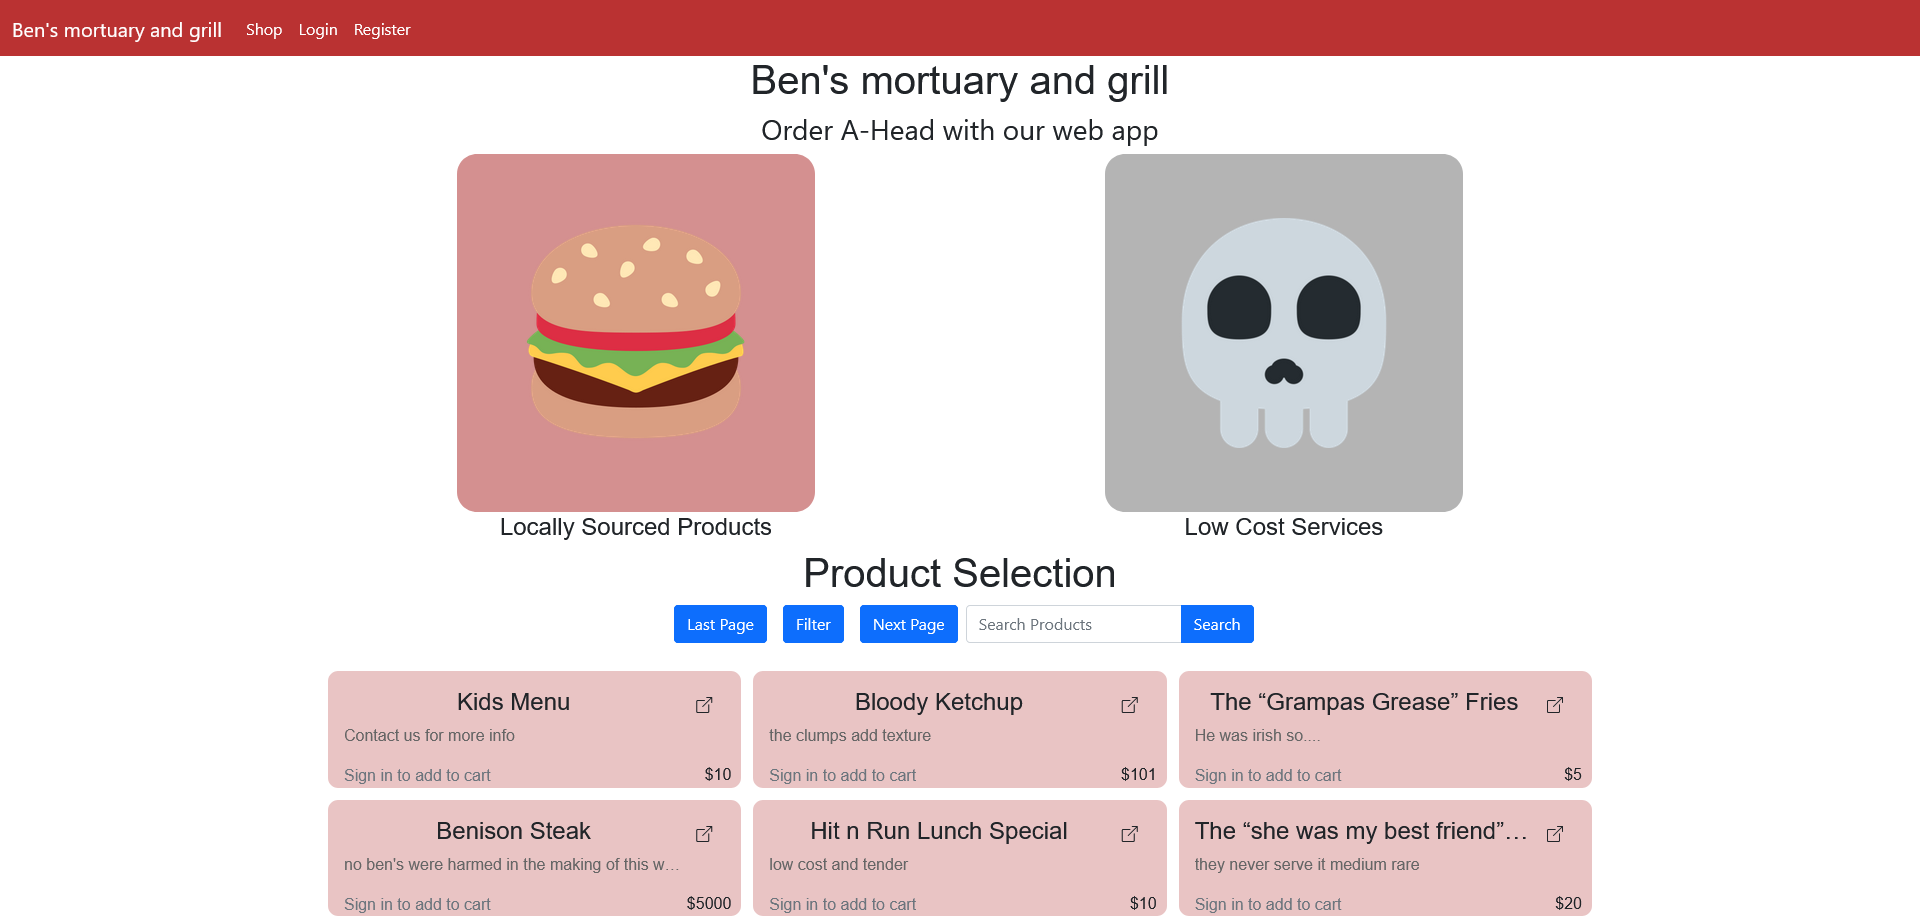 Ben's mortuary and grill Shop Login Register
Ben's mortuary and grill
Order A-Head with our web app
Locally Sourced Products
Low Cost Services
Product Selection
Last Page Filter Next Page Search Products Search
Kids Menu
Contact us for more info
Sign in to add to cart $10
Bloody Ketchup
the clumps add texture
Sign in to add to cart $101
The “Grampas Grease” Fries
He was irish so....
Sign in to add to cart $5
Benison Steak
no ben's were harmed in the making of this w...
Sign in to add to cart $5000
Hit n Run Lunch Special
low cost and tender
Sign in to add to cart $10
The “she was my best friend”...
they never serve it medium rare
Sign in to add to cart $20